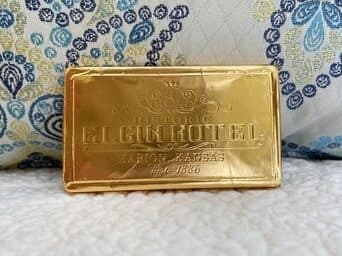 HISTORIC
ELGIN HOTEL
MARION, KANSAS
Est. 1886